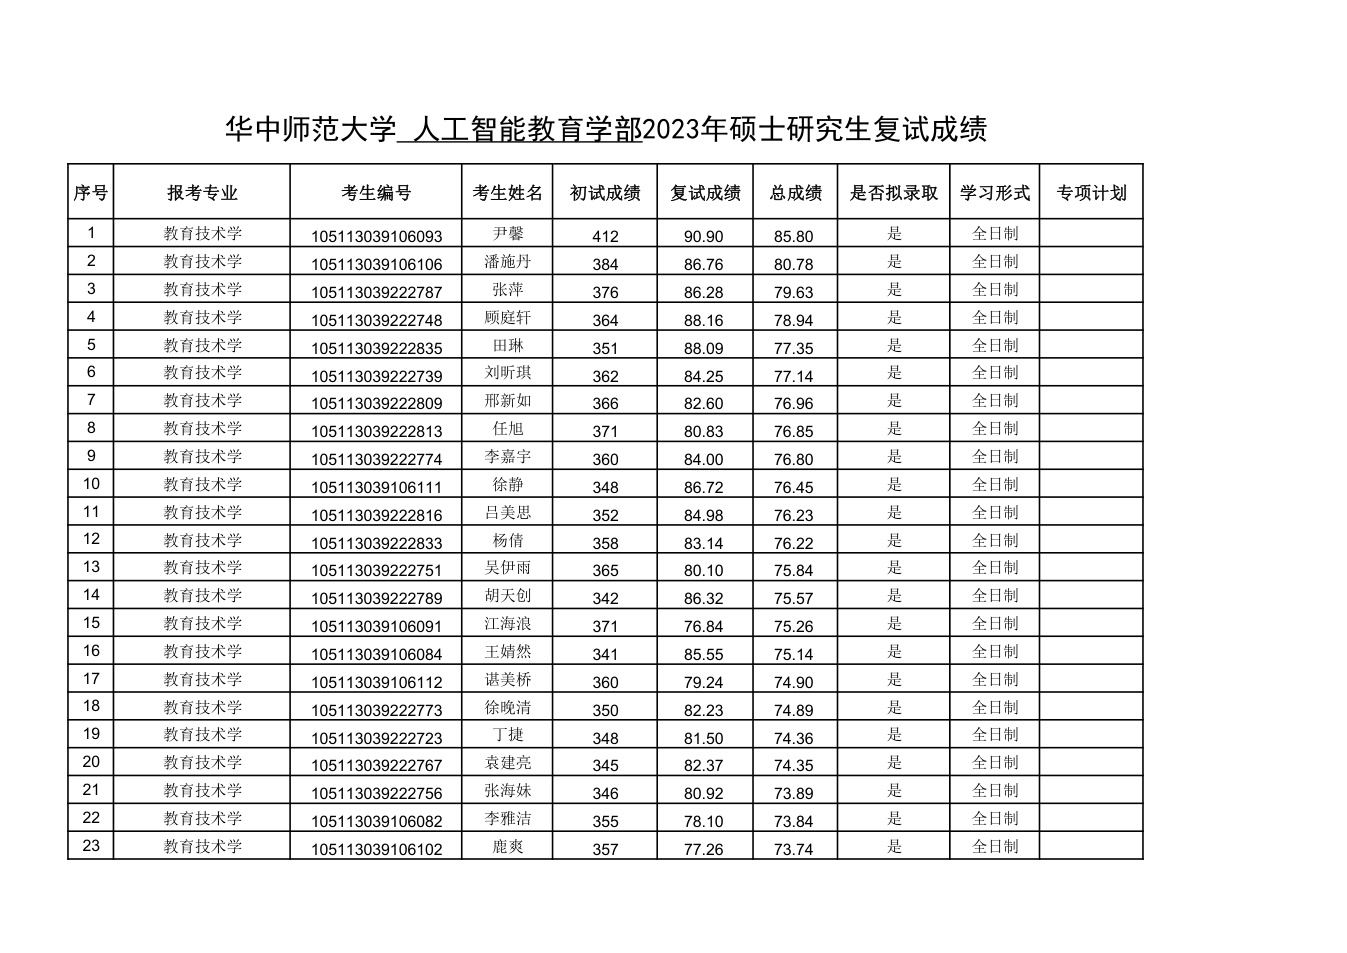 华中师范大学 人工智能教育学部2023年硕士研究生复试成绩
序号 报考专业 考生编号 考生姓名 初试成绩 复试成绩 总成绩 是否拟录取 学习形式 专项计划
1 教育技术学 105113039106093 尹馨 412 90.90 85.80 是 全日制
2 教育技术学 105113039106106 潘施丹 384 86.76 80.78 是 全日制
3 教育技术学 105113039222787 张萍 376 86.28 79.63 是 全日制
4 教育技术学 105113039222748 顾庭轩 364 88.16 78.94 是 全日制
5 教育技术学 105113039222835 田琳 351 88.09 77.35 是 全日制
6 教育技术学 105113039222739 刘昕琪 362 84.25 77.14 是 全日制
7 教育技术学 105113039222809 邢新如 366 82.60 76.96 是 全日制
8 教育技术学 105113039222813 任旭 371 80.83 76.85 是 全日制
9 教育技术学 105113039222774 李嘉宇 360 84.00 76.80 是 全日制
10 教育技术学 105113039106111 徐静 348 86.72 76.45 是 全日制
11 教育技术学 105113039222816 吕美思 352 84.98 76.23 是 全日制
12 教育技术学 105113039222833 杨倩 358 83.14 76.22 是 全日制
13 教育技术学 105113039222751 吴伊雨 365 80.10 75.84 是 全日制
14 教育技术学 105113039222789 胡天创 342 86.32 75.57 是 全日制
15 教育技术学 105113039106091 江海浪 371 76.84 75.26 是 全日制
16 教育技术学 105113039106084 王婧然 341 85.55 75.14 是 全日制
17 教育技术学 105113039106112 谌美桥 360 79.24 74.90 是 全日制
18 教育技术学 105113039222773 徐晚清 350 82.23 74.89 是 全日制
19 教育技术学 105113039222723 丁捷 348 81.50 74.36 是 全日制
20 教育技术学 105113039222767 袁建亮 345 82.37 74.35 是 全日制
21 教育技术学 105113039222756 张海妹 346 80.92 73.89 是 全日制
22 教育技术学 105113039106082 李雅洁 355 78.10 73.84 是 全日制
23 教育技术学 105113039106102 鹿爽 357 77.26 73.74 是 全日制